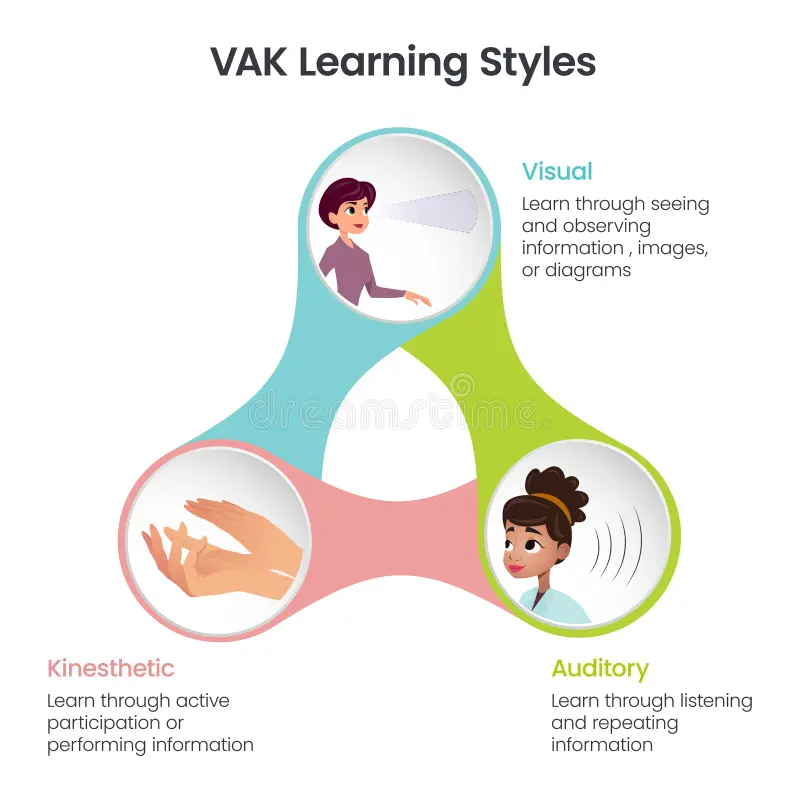 VAK Learning Styles
Visual
Learn through seeing
and observing
information , images,
or diagrams
dreamstime
Kinesthetic
Learn through active
participation or
performing information
Auditory
Learn through listening
and repeating
information